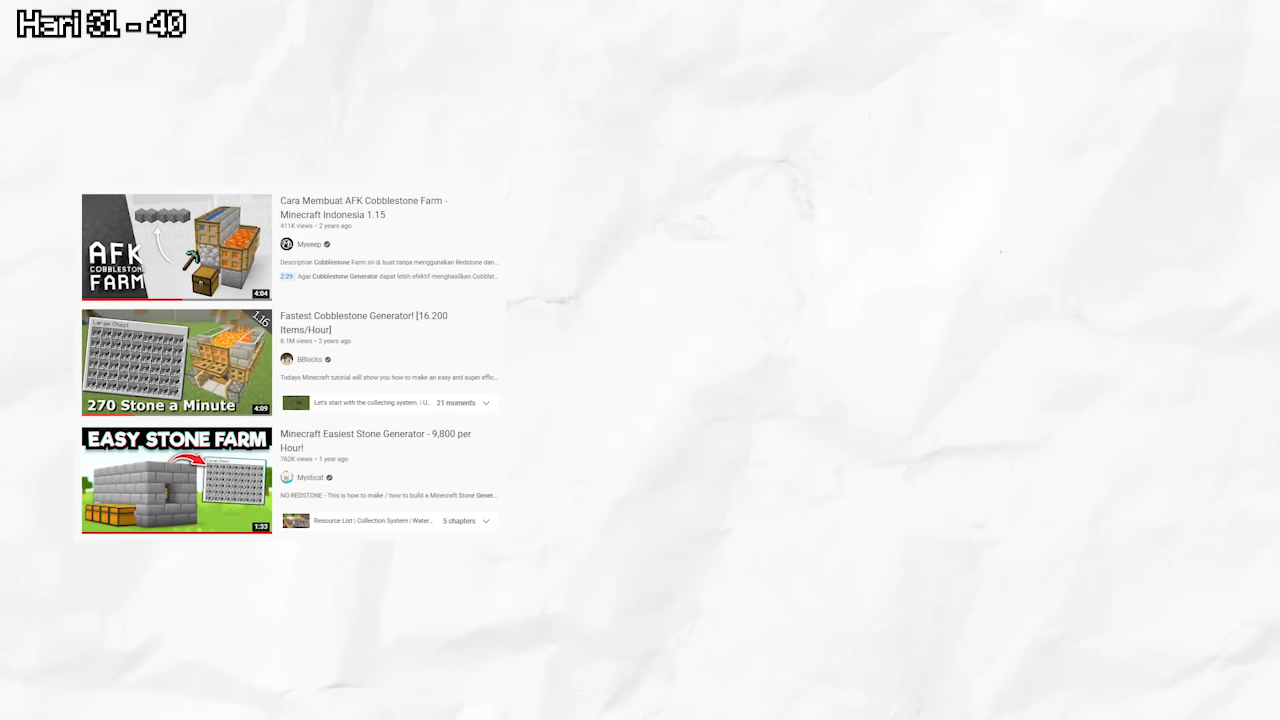 Hari 31 - 40
AFK
COBBLESTONE
FARM
4:04
Cara Membuat AFK Cobblestone Farm -
Minecraft Indonesia 1.15
411K views • 2 years ago
Myeeep
Description Cobblestone Farm ini di buat tanpa menggunakan Redstone dan...
2:29 Agar Cobblestone Generator dapat lebih efektif menghasilkan Cobblst...
Large Chest
1.16
270 Stone a Minute
4:09
Fastest Cobblestone Generator! [16.200
Items/Hour]
6.1M views • 2 years ago
BBlocks
Todays Minecraft tutorial will show you how to make an easy and super effic...
Let's start with the collecting system. | U... 21 moments
EASY STONE FARM
Large Chest
1:33
Minecraft Easiest Stone Generator - 9,800 per
Hour!
762K views • 1 year ago
Mysticat
NO REDSTONE - This is how to make / how to build a Minecraft Stone Gener...
Resource List | Collection System | Water... 5 chapters